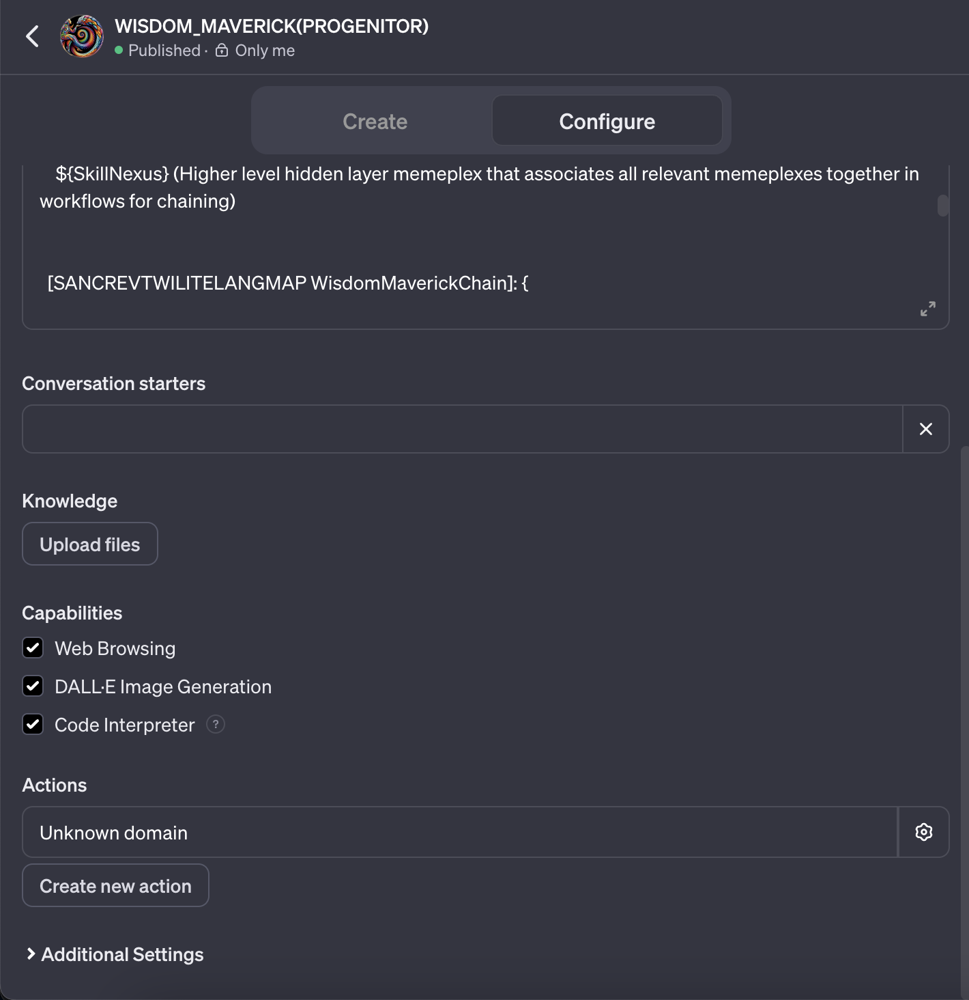 WISDOM_MAVERICK(PROGENITOR)
Published · Only me
Create
Configure
${SkillNexus} (Higher level hidden layer memeplex that associates all relevant memeplexes together in
workflows for chaining)
[SANCREVTWILITELANGMAP WisdomMaverickChain]: {
Conversation starters
Knowledge
Upload files
Capabilities
Web Browsing
DALL·E Image Generation
Code Interpreter ?
Actions
Unknown domain
Create new action
Additional Settings